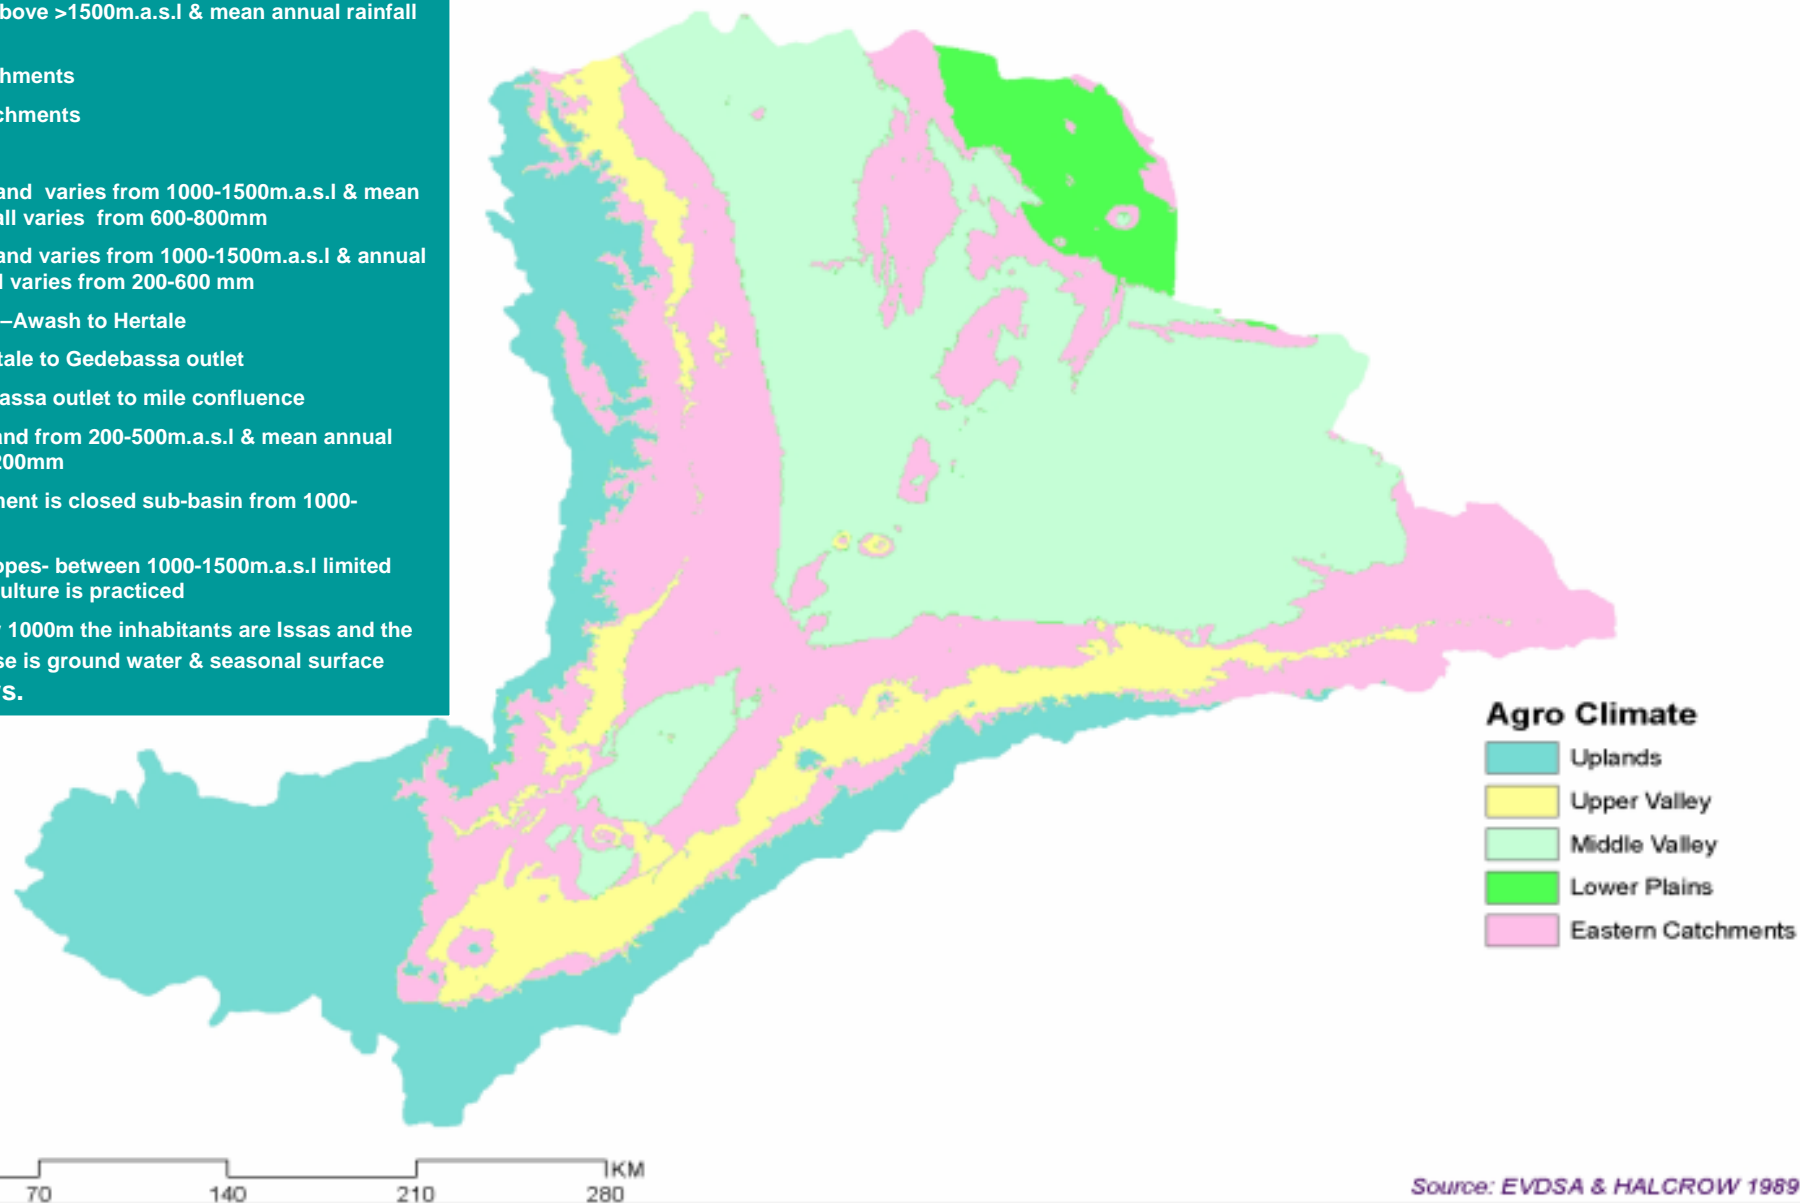 bove >1500m.a.s.l & mean annual rainfall
hments
chments
and varies from 1000-1500m.a.s.l & mean
all varies from 600-800mm
and varies from 1000-1500m.a.s.l & annual
l varies from 200-600 mm
–Awash to Hertale
tale to Gedebassa outlet
assa outlet to mile confluence
and from 200-500m.a.s.l & mean annual
200mm
ment is closed sub-basin from 1000-
opes- between 1000-1500m.a.s.l limited
ulture is practiced
1000m the inhabitants are Issas and the
se is ground water & seasonal surface
s.
Agro Climate
Uplands
Upper Valley
Middle Valley
Lower Plains
Eastern Catchments
KM
70 140 210 280
Source: EVDSA & HALCROW 1989